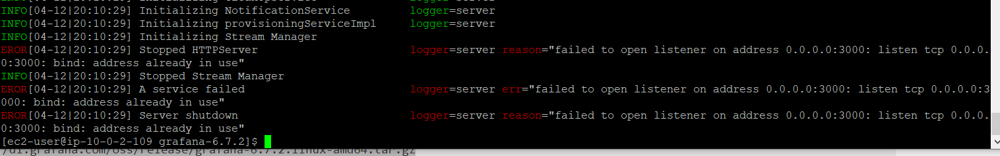 INFO[04-12|20:10:29] Initializing NotificationService logger=server
INFO[04-12|20:10:29] Initializing provisioningServiceImpl logger=server
INFO[04-12|20:10:29] Initializing Stream Manager
EROR[04-12|20:10:29] Stopped HTTPServer logger=server reason="failed to open listener on address 0.0.0.0:3000: listen tcp 0.0.0.
0:3000: bind: address already in use"
INFO[04-12|20:10:29] Stopped Stream Manager
EROR[04-12|20:10:29] A service failed logger=server err="failed to open listener on address 0.0.0.0:3000: listen tcp 0.0.0.0:3
000: bind: address already in use"
EROR[04-12|20:10:29] Server shutdown logger=server reason="failed to open listener on address 0.0.0.0:3000: listen tcp 0.0.0.
0:3000: bind: address already in use"
[ec2-user@ip-10-0-2-109 grafana-6.7.2]$
/dl.grafana.com/oss/release/grafana-6.7.2.linux-amd64.tar.gz